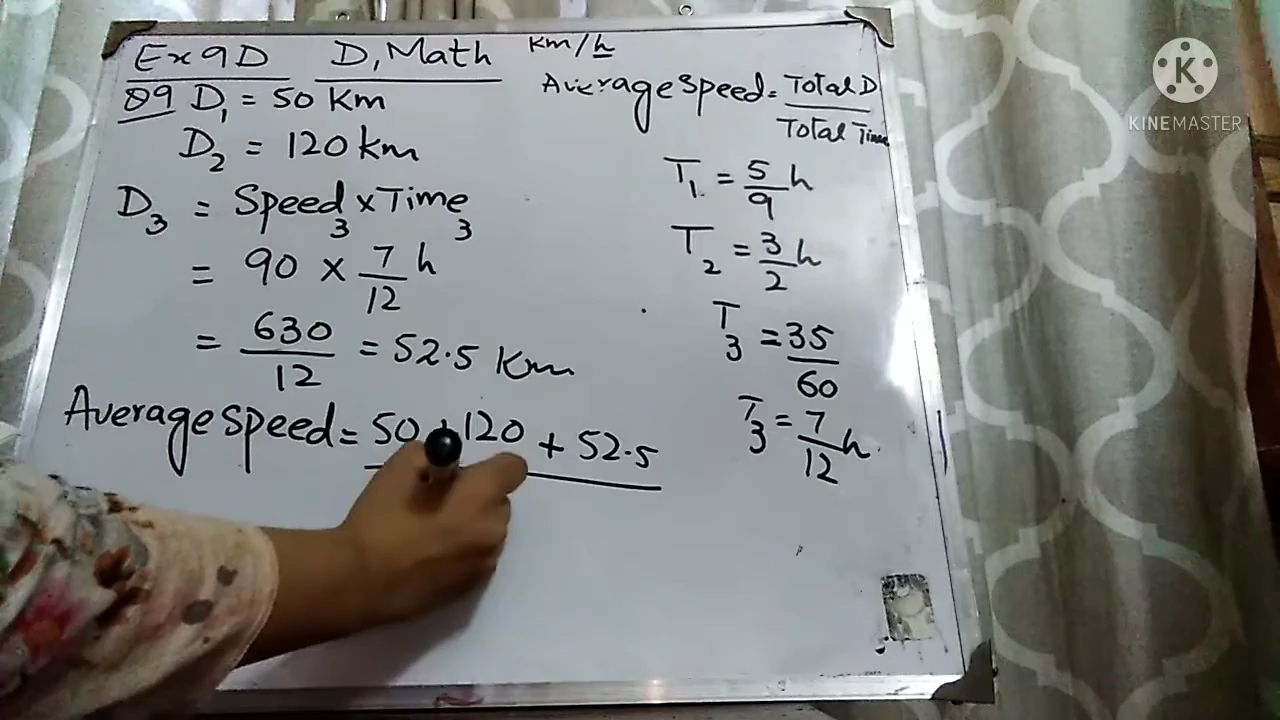 Ex 9D D, Math Km/h
Q9 D1 = 50 Km
D2 = 120 km
D3 = Speed3 x Time3
= 90 x 7/12 h
= 630/12 = 52.5 Km
Average Speed = 50 + 120 + 52.5
Average Speed = Total D / Total Time
T1 = 5/9 h
T2 = 3/2 h
T3 = 35/60
T3 = 7/12 h
K
KINEMASTER